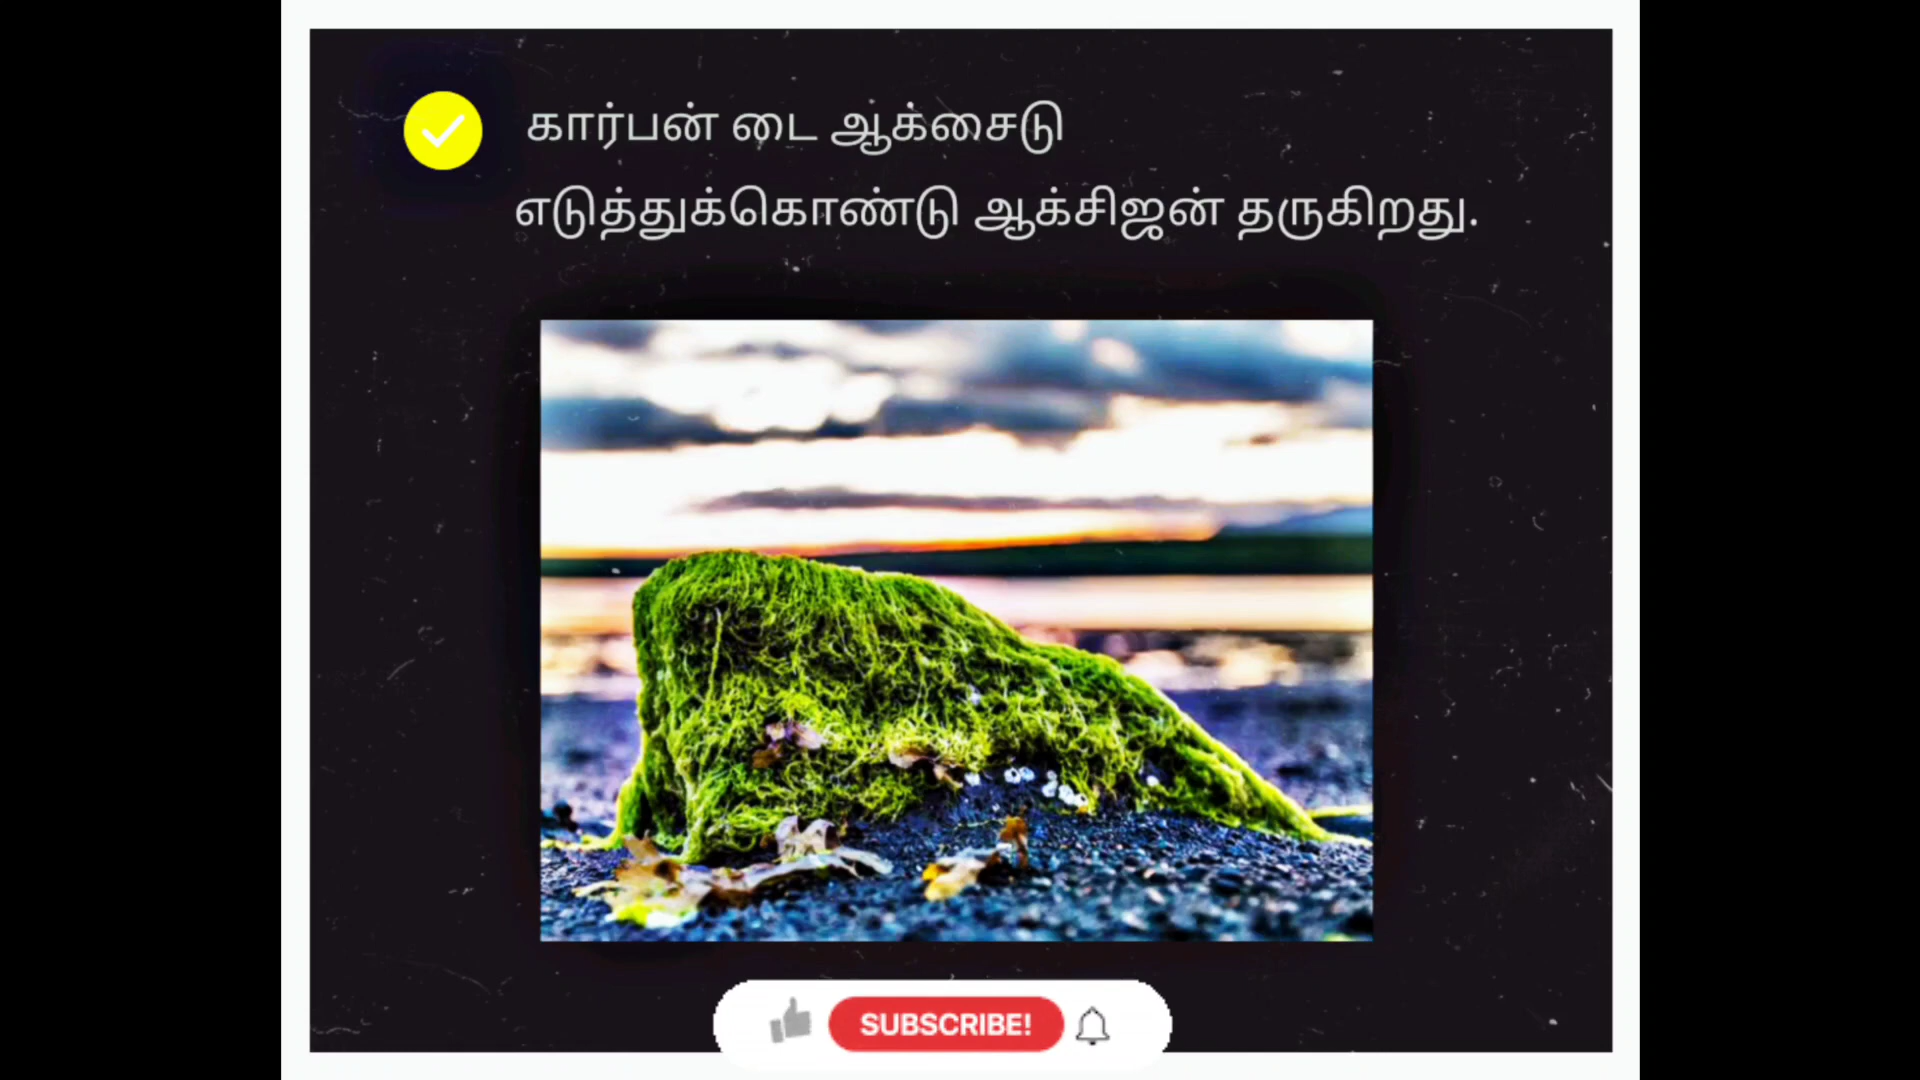 கார்பன் டை ஆக்சைடு
எடுத்துக்கொண்டு ஆக்சிஜன் தருகிறது.
SUBSCRIBE!